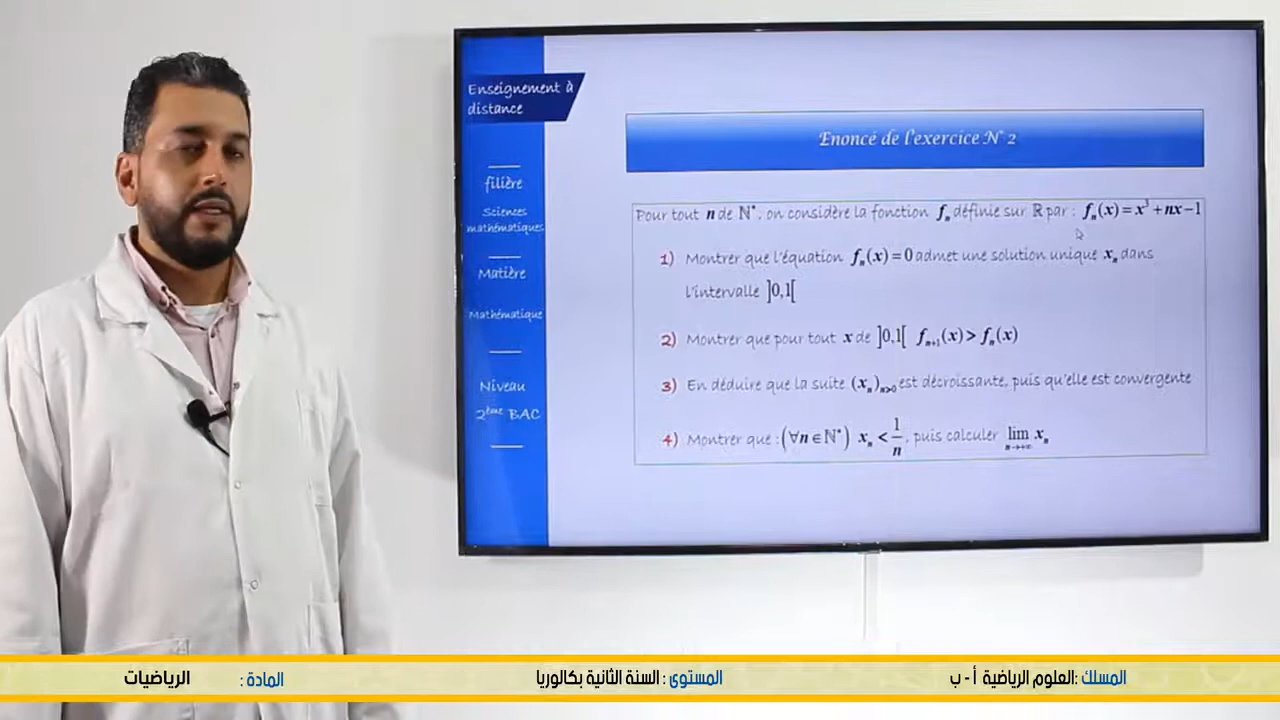 Enseignement à
distance
filière
Sciences
mathématiques
Matière
Mathématique
Niveau
2ème BAC
Enoncé de l'exercice N° 2
Pour tout n de ℕ*, on considère la fonction fₙ définie sur ℝ par : fₙ(x) = x³ + nx − 1
1) Montrer que l'équation fₙ(x) = 0 admet une solution unique xₙ dans
l'intervalle ]0,1[
2) Montrer que pour tout x de ]0,1[ fₙ₊₁(x) > fₙ(x)
3) En déduire que la suite (xₙ)ₙ>0 est décroissante, puis qu'elle est convergente
4) Montrer que : (∀n ∈ ℕ*) xₙ < 1/n, puis calculer lim xₙ
n→+∞
المسلك :العلوم الرياضية أ - ب
المستوى : السنة الثانية بكالوريا
المادة : الرياضيات